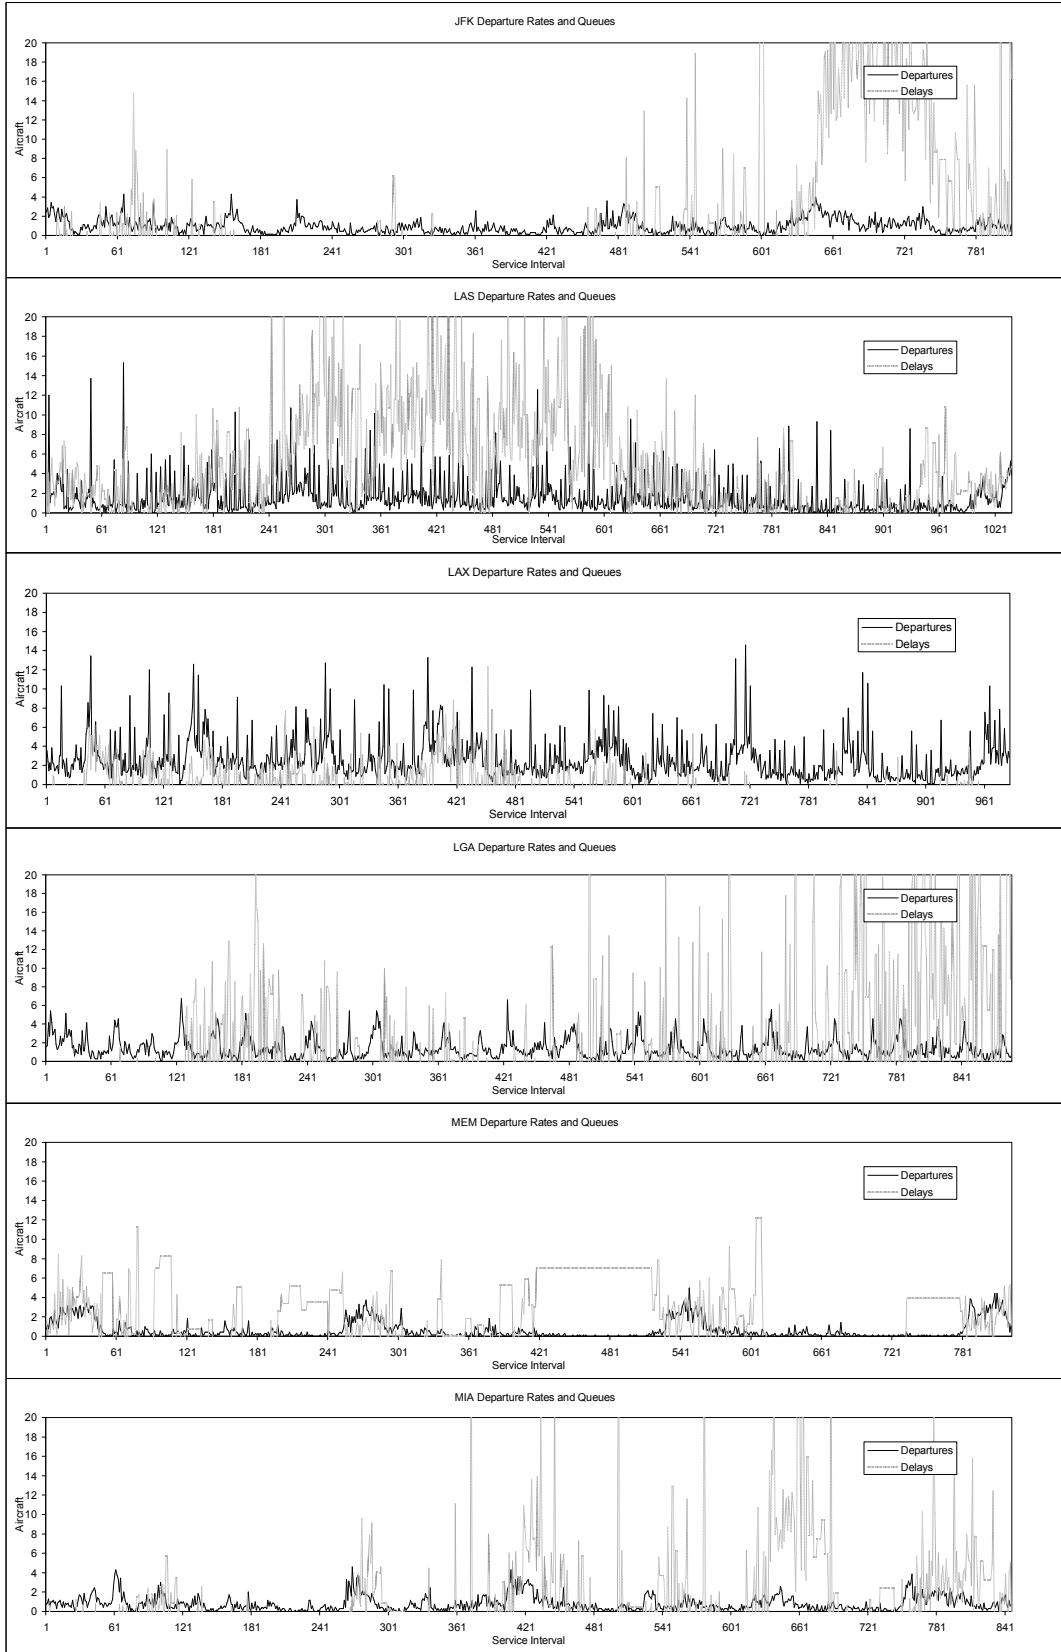 JFK Departure Rates and Queues
20
18
16
14
12
10
8
6
4
2
0
Aircraft
Departures
Delays
1 61 121 181 241 301 361 421 481 541 601 661 721 781
Service Interval
LAS Departure Rates and Queues
20
18
16
14
12
10
8
6
4
2
0
Aircraft
Departures
Delays
1 61 121 181 241 301 361 421 481 541 601 661 721 781 841 901 961 1021
Service Interval
LAX Departure Rates and Queues
20
18
16
14
12
10
8
6
4
2
0
Aircraft
Departures
Delays
1 61 121 181 241 301 361 421 481 541 601 661 721 781 841 901 961
Service Interval
LGA Departure Rates and Queues
20
18
16
14
12
10
8
6
4
2
0
Aircraft
Departures
Delays
1 61 121 181 241 301 361 421 481 541 601 661 721 781 841
Service Interval
MEM Departure Rates and Queues
20
18
16
14
12
10
8
6
4
2
0
Aircraft
Departures
Delays
1 61 121 181 241 301 361 421 481 541 601 661 721 781
Service Interval
MIA Departure Rates and Queues
20
18
16
14
12
10
8
6
4
2
0
Aircraft
Departures
Delays
1 61 121 181 241 301 361 421 481 541 601 661 721 781 841
Service Interval